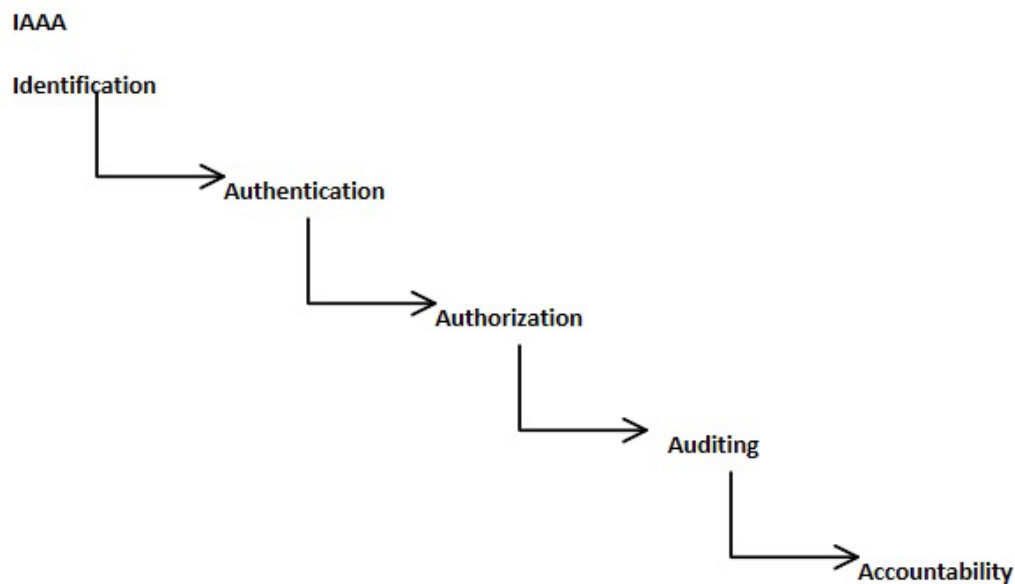 IAAA
Identification
Authentication
Authorization
Auditing
Accountability